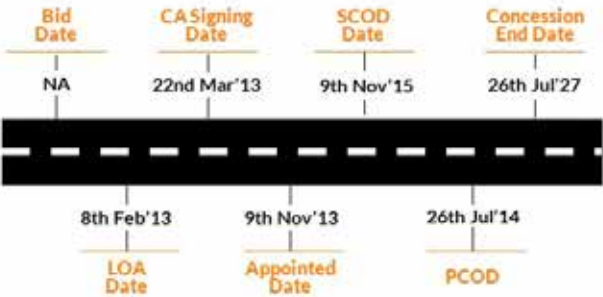 Bid
Date
CA Signing
Date
SCOD
Date
Concession
End Date
NA
22nd Mar'13
9th Nov'15
26th Jul'27
8th Feb'13
9th Nov'13
26th Jul'14
LOA
Date
Appointed
Date
PCOD